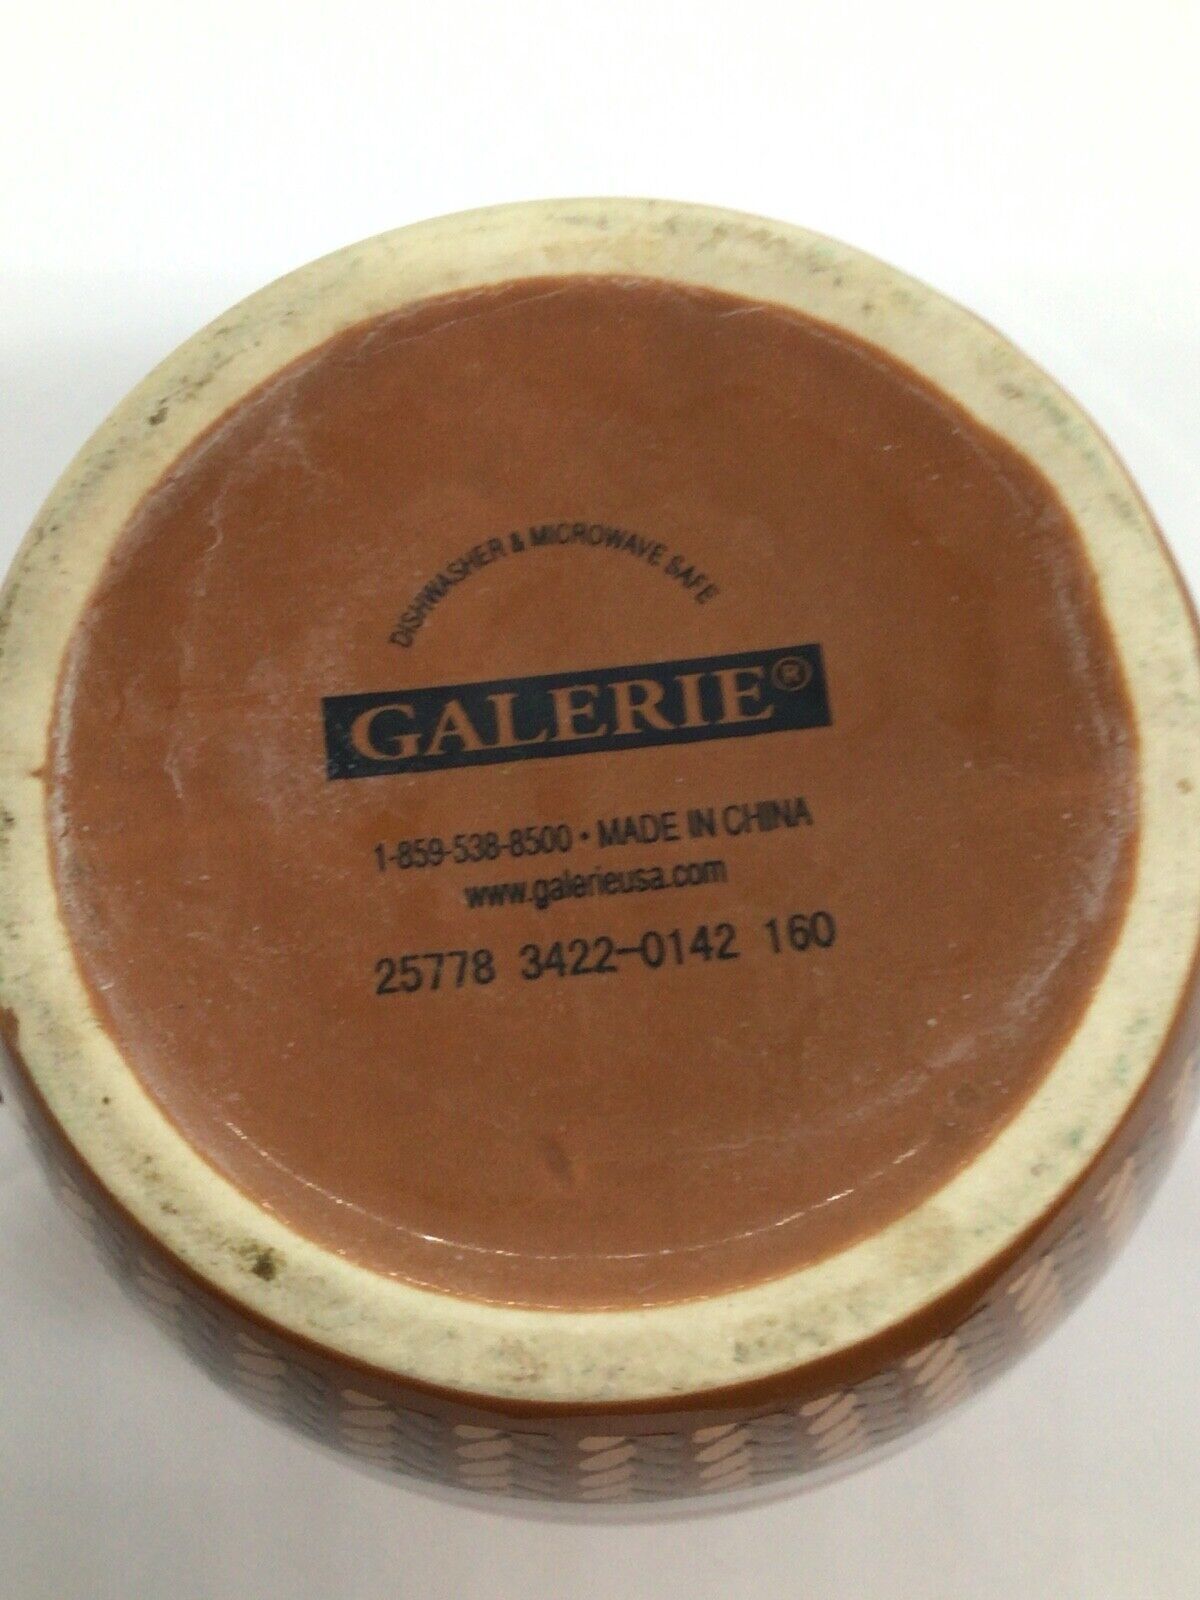 DISHWASHER & MICROWAVE SAFE
GALERIE®
1-859-538-8500 • MADE IN CHINA
www.galerieusa.com
25778 3422-0142 160